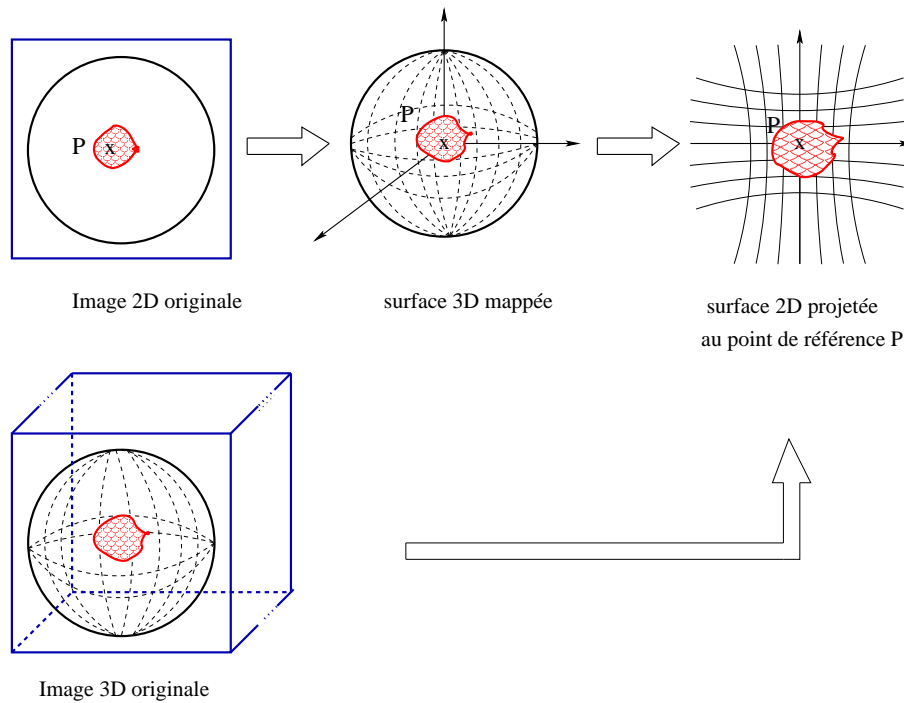 P
x
P
x
P
x
Image 2D originale
surface 3D mappée
surface 2D projetée
au point de référence P
Image 3D originale